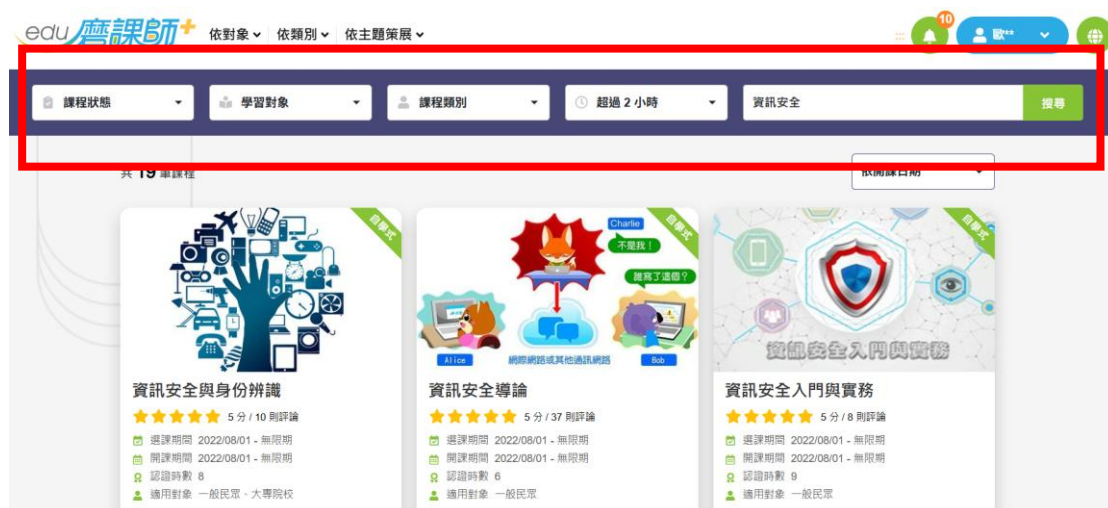 edu 磨課師+ 依對象 依類別 依主題策展 10 歐**
課程狀態 學習對象 課程類別 超過 2 小時 資訊安全 搜尋
共 19 筆課程 依開課日期
自學式 自學式 自學式
Charlie
不是我！
誰寫了這個？
Alice 網際網路或其他通訊網路 Bob
資訊安全入門與實務
資訊安全與身份辨識 資訊安全導論 資訊安全入門與實務
5 分 / 10 則評論 5 分 / 37 則評論 5 分 / 8 則評論
選課期間 2022/08/01 - 無限期 選課期間 2022/08/01 - 無限期 選課期間 2022/08/01 - 無限期
開課期間 2022/08/01 - 無限期 開課期間 2022/08/01 - 無限期 開課期間 2022/08/01 - 無限期
認證時數 8 認證時數 6 認證時數 9
適用對象 一般民眾、大專院校 適用對象 一般民眾 適用對象 一般民眾